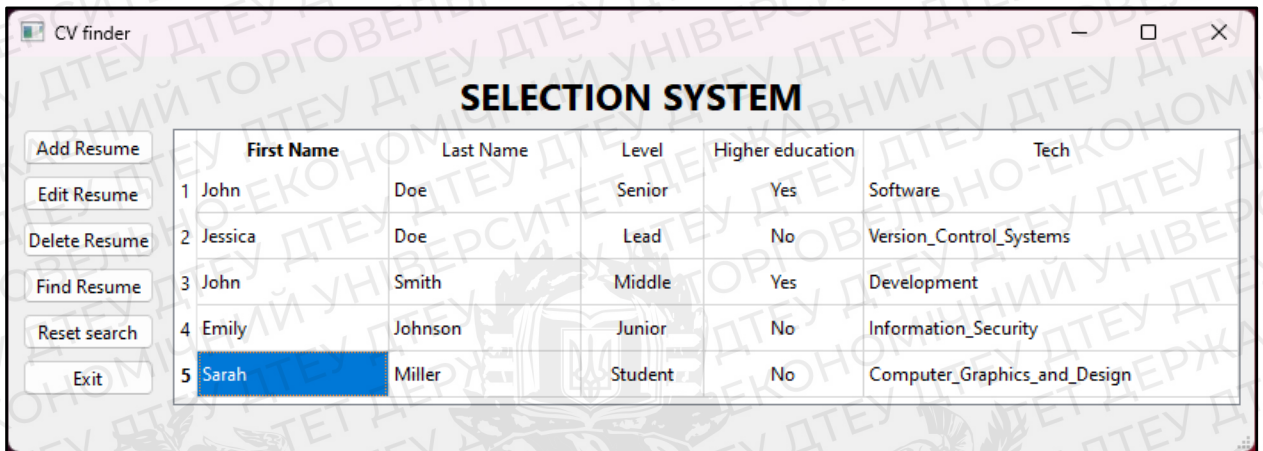 CV finder
SELECTION SYSTEM
Add Resume
Edit Resume
Delete Resume
Find Resume
Reset search
Exit
First Name Last Name Level Higher education Tech
1 John Doe Senior Yes Software
2 Jessica Doe Lead No Version_Control_Systems
3 John Smith Middle Yes Development
4 Emily Johnson Junior No Information_Security
5 Sarah Miller Student No Computer_Graphics_and_Design